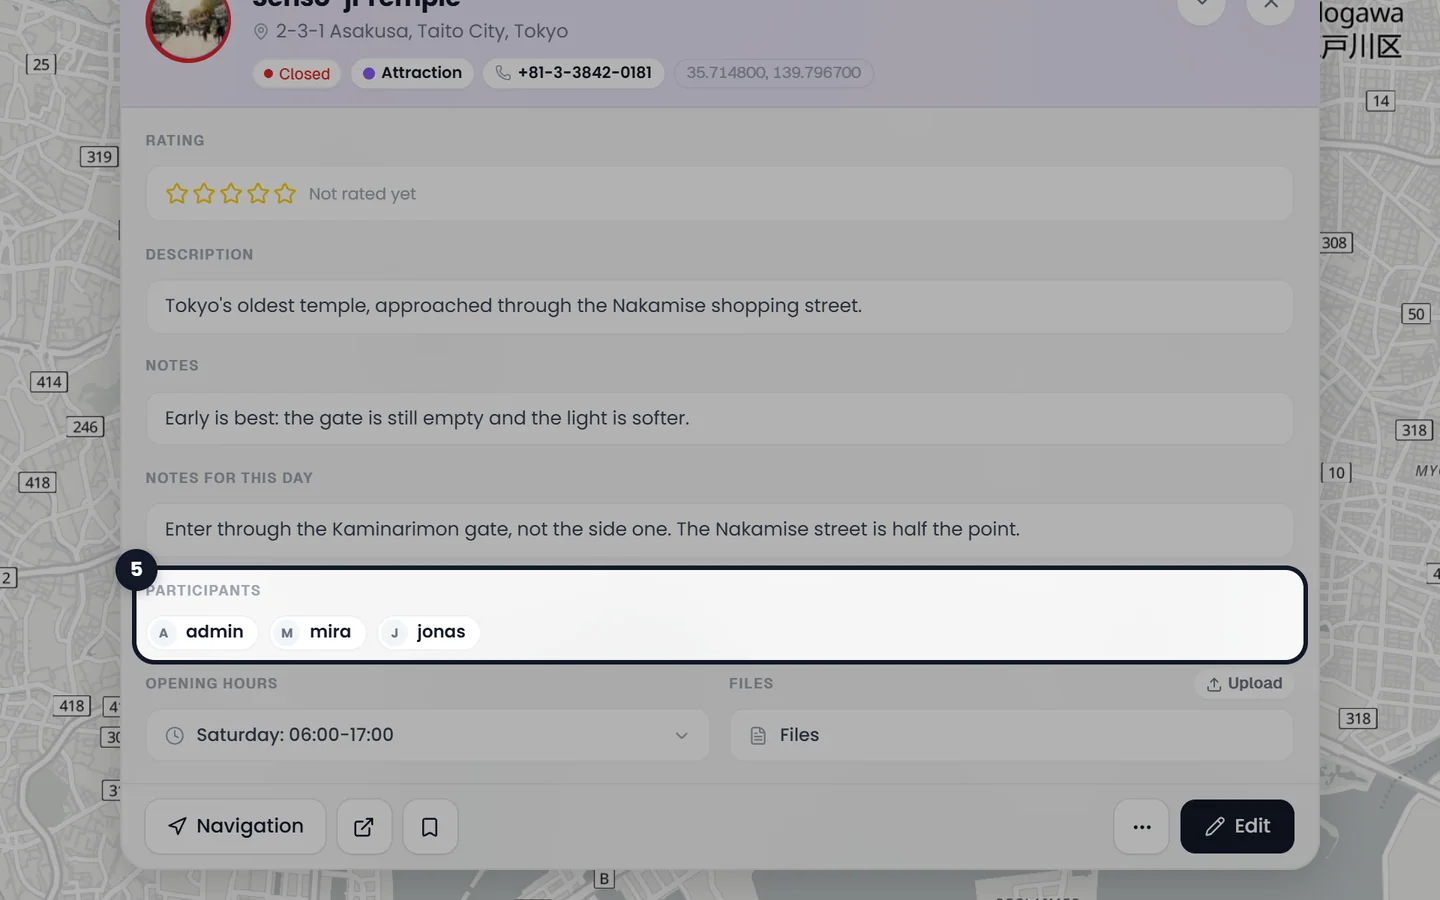 Senso-ji Temple
2-3-1 Asakusa, Taito City, Tokyo
Closed
Attraction
+81-3-3842-0181
35.714800, 139.796700
RATING
Not rated yet
DESCRIPTION
Tokyo's oldest temple, approached through the Nakamise shopping street.
NOTES
Early is best: the gate is still empty and the light is softer.
NOTES FOR THIS DAY
Enter through the Kaminarimon gate, not the side one. The Nakamise street is half the point.
5
PARTICIPANTS
A admin
M mira
J jonas
OPENING HOURS
Saturday: 06:00-17:00
FILES
Upload
Files
Navigation
Edit
25
319
414
246
418
2
418
B
14
308
50
318
10
318
戸川区